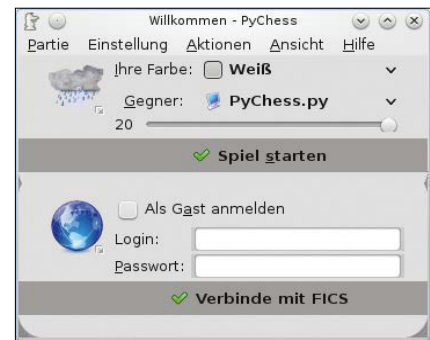 Willkommen - PyChess
Partie Einstellung Aktionen Ansicht Hilfe
Ihre Farbe: Weiß
Gegner: PyChess.py
20
Spiel starten
Als Gast anmelden
Login:
Passwort:
Verbinde mit FICS